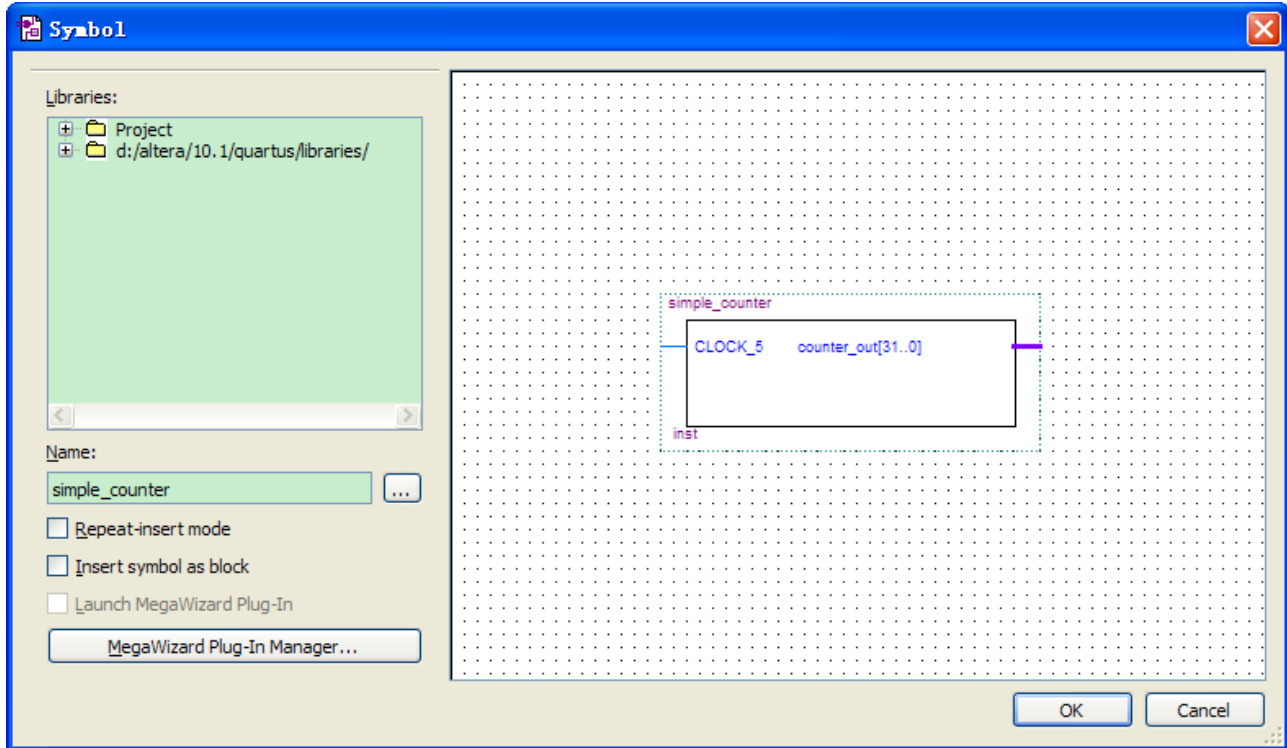 Symbol
Libraries:
Project
d:/altera/10.1/quartus/libraries/
Name:
simple_counter
...
Repeat-insert mode
Insert symbol as block
Launch MegaWizard Plug-In
MegaWizard Plug-In Manager...
simple_counter
CLOCK_5 counter_out[31..0]
inst
OK Cancel